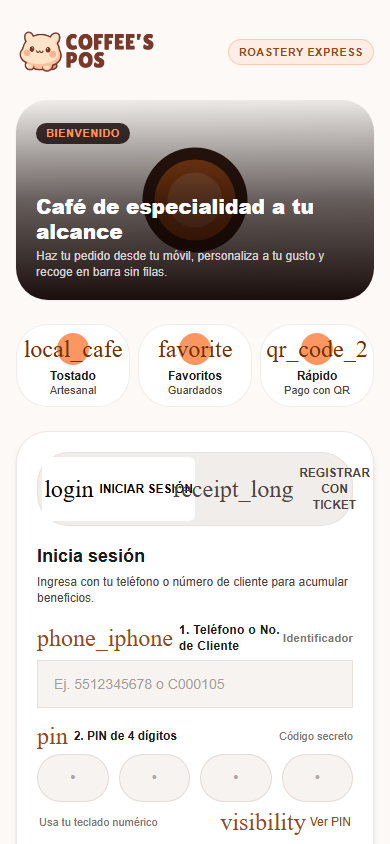 COFFEE'S
POS
ROASTERY EXPRESS
BIENVENIDO
Café de especialidad a tu
alcance
Haz tu pedido desde tu móvil, personaliza a tu gusto y
recoge en barra sin filas.
local_cafe
Tostado
Artesanal
favorite
Favoritos
Guardados
qr_code_2
Rápido
Pago con QR
login INICIAR SESIÓN
receipt_long
REGISTRAR
CON
TICKET
Inicia sesión
Ingresa con tu teléfono o número de cliente para acumular
beneficios.
phone_iphone
1. Teléfono o No.
de Cliente
Identificador
Ej. 5512345678 o C000105
pin 2. PIN de 4 dígitos
Código secreto
Usa tu teclado numérico
visibility Ver PIN